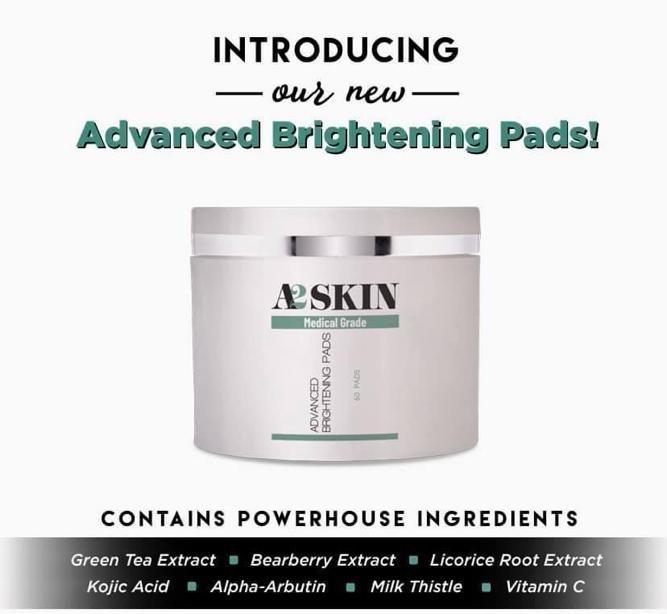 INTRODUCING
our new
Advanced Brightening Pads!
A2SKIN
Medical Grade
ADVANCED
BRIGHTENING PADS
60 PADS
CONTAINS POWERHOUSE INGREDIENTS
Green Tea Extract ▪ Bearberry Extract ▪ Licorice Root Extract
Kojic Acid ▪ Alpha-Arbutin ▪ Milk Thistle ▪ Vitamin C